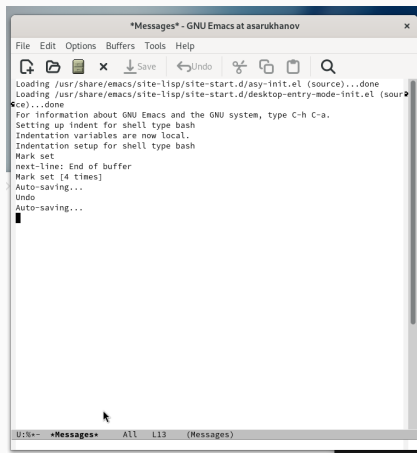 *Messages* - GNU Emacs at asarukhanov
File Edit Options Buffers Tools Help
Save Undo
Loading /usr/share/emacs/site-lisp/site-start.d/asy-init.el (source)...done
Loading /usr/share/emacs/site-lisp/site-start.d/desktop-entry-mode-init.el (sour
ce)...done
For information about GNU Emacs and the GNU system, type C-h C-a.
Setting up indent for shell type bash
Indentation variables are now local.
Indentation setup for shell type bash
Mark set
next-line: End of buffer
Mark set [4 times]
Auto-saving...
Undo
Auto-saving...
U:%*- *Messages* All L13 (Messages)